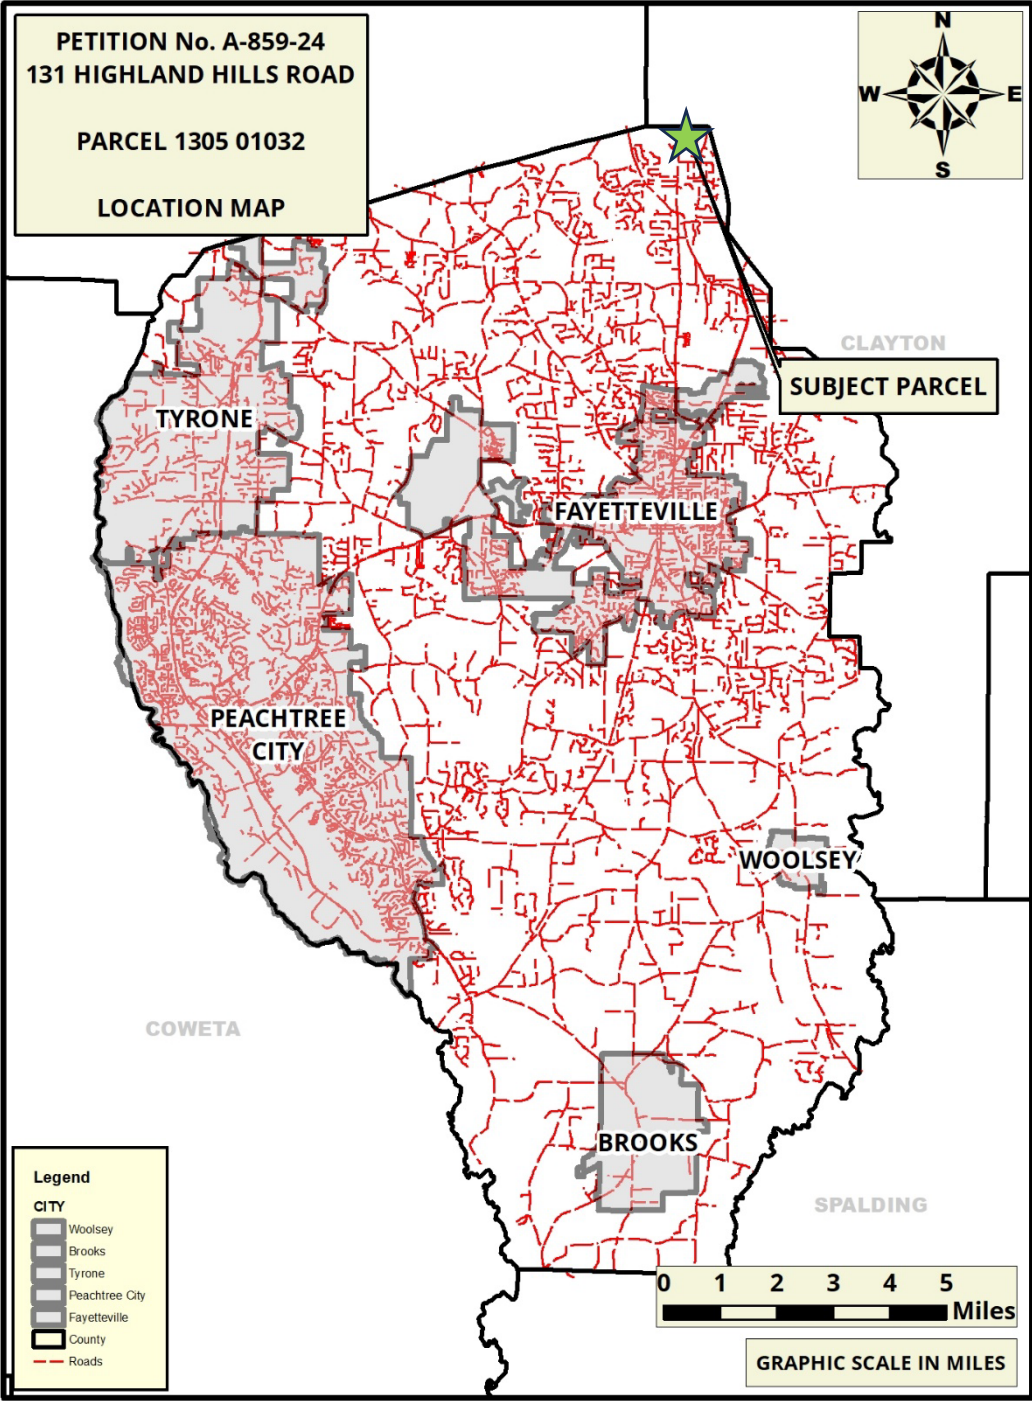 PETITION No. A-859-24
131 HIGHLAND HILLS ROAD
PARCEL 1305 01032
LOCATION MAP
N
W
E
S
CLAYTON
SUBJECT PARCEL
TYRONE
FAYETTEVILLE
PEACHTREE
CITY
WOOLSEY
COWETA
BROOKS
SPALDING
Legend
CITY
Woolsey
Brooks
Tyrone
Peachtree City
Fayetteville
County
Roads
0 1 2 3 4 5
Miles
GRAPHIC SCALE IN MILES